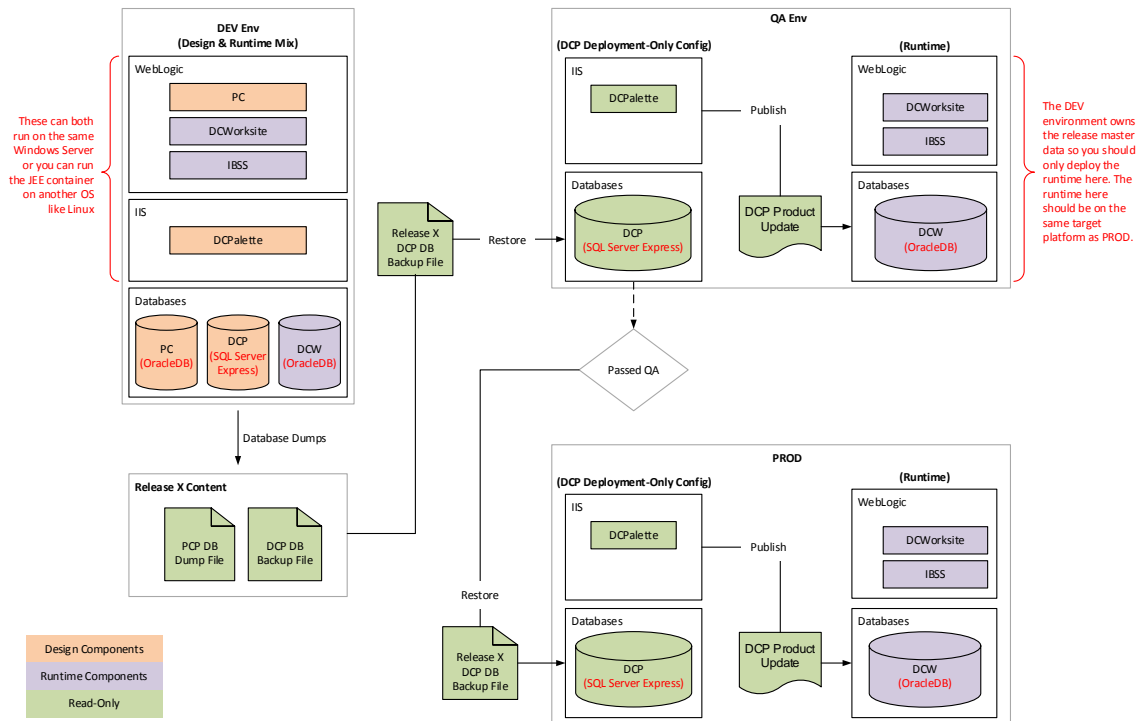 DEV Env
(Design & Runtime Mix)
WebLogic
PC
DCWorksite
IBSS
IIS
DCPalette
Databases
PC
(OracleDB)
DCP
(SQL Server
Express)
DCW
(OracleDB)
These can both
run on the same
Windows Server
or you can run
the JEE container
on another OS
like Linux
Database Dumps
Release X Content
PCP DB
Dump File
DCP DB
Backup File
Release X
DCP DB
Backup File
Restore
QA Env
(DCP Deployment-Only Config)
IIS
DCPalette
Databases
DCP
(SQL Server Express)
Publish
DCP Product
Update
(Runtime)
WebLogic
DCWorksite
IBSS
Databases
DCW
(OracleDB)
The DEV
environment owns
the release master
data so you should
only deploy the
runtime here. The
runtime here
should be on the
same target
platform as PROD.
Passed QA
Restore
Release X
DCP DB
Backup File
PROD
(DCP Deployment-Only Config)
IIS
DCPalette
Databases
DCP
(SQL Server Express)
Publish
DCP Product
Update
(Runtime)
WebLogic
DCWorksite
IBSS
Databases
DCW
(OracleDB)
Design Components
Runtime Components
Read-Only